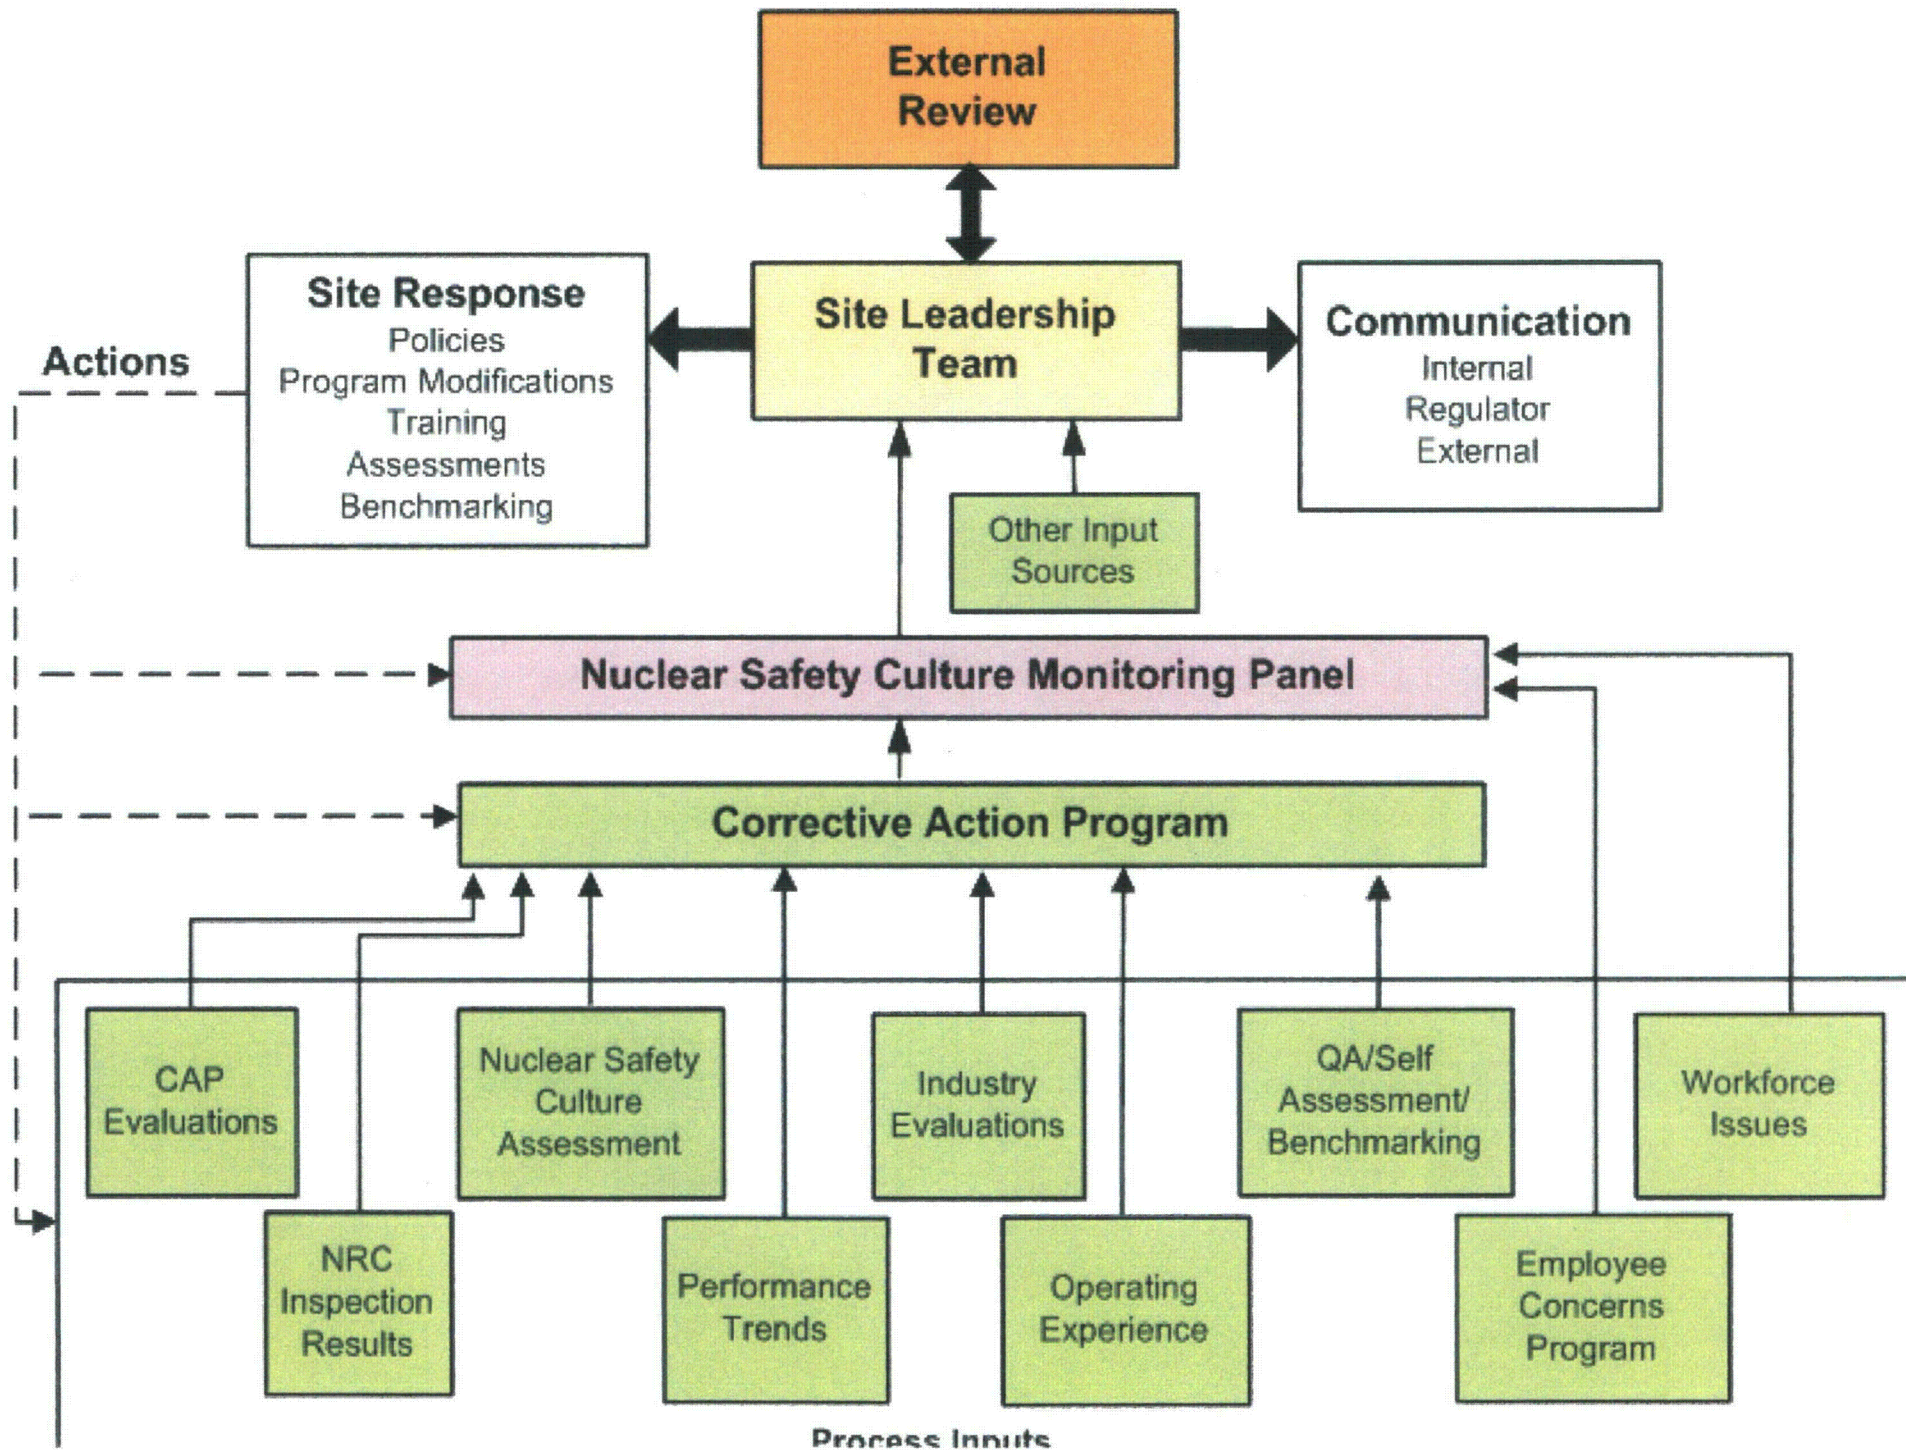 External
Review
Site Response
Policies
Program Modifications
Training
Assessments
Benchmarking
Actions
Site Leadership
Team
Communication
Internal
Regulator
External
Other Input
Sources
Nuclear Safety Culture Monitoring Panel
Corrective Action Program
CAP
Evaluations
Nuclear Safety
Culture
Assessment
Industry
Evaluations
QA/Self
Assessment/
Benchmarking
Workforce
Issues
NRC
Inspection
Results
Performance
Trends
Operating
Experience
Employee
Concerns
Program
Process Inputs